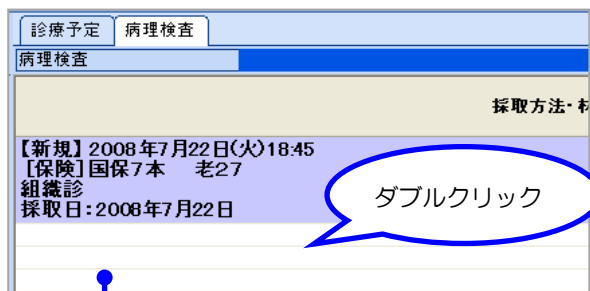 診療予定 病理検査
病理検査
採取方法・材
【新規】2008年7月22日(火)18:45
[保険]国保7本 老27
組織診
採取日:2008年7月22日
ダブルクリック